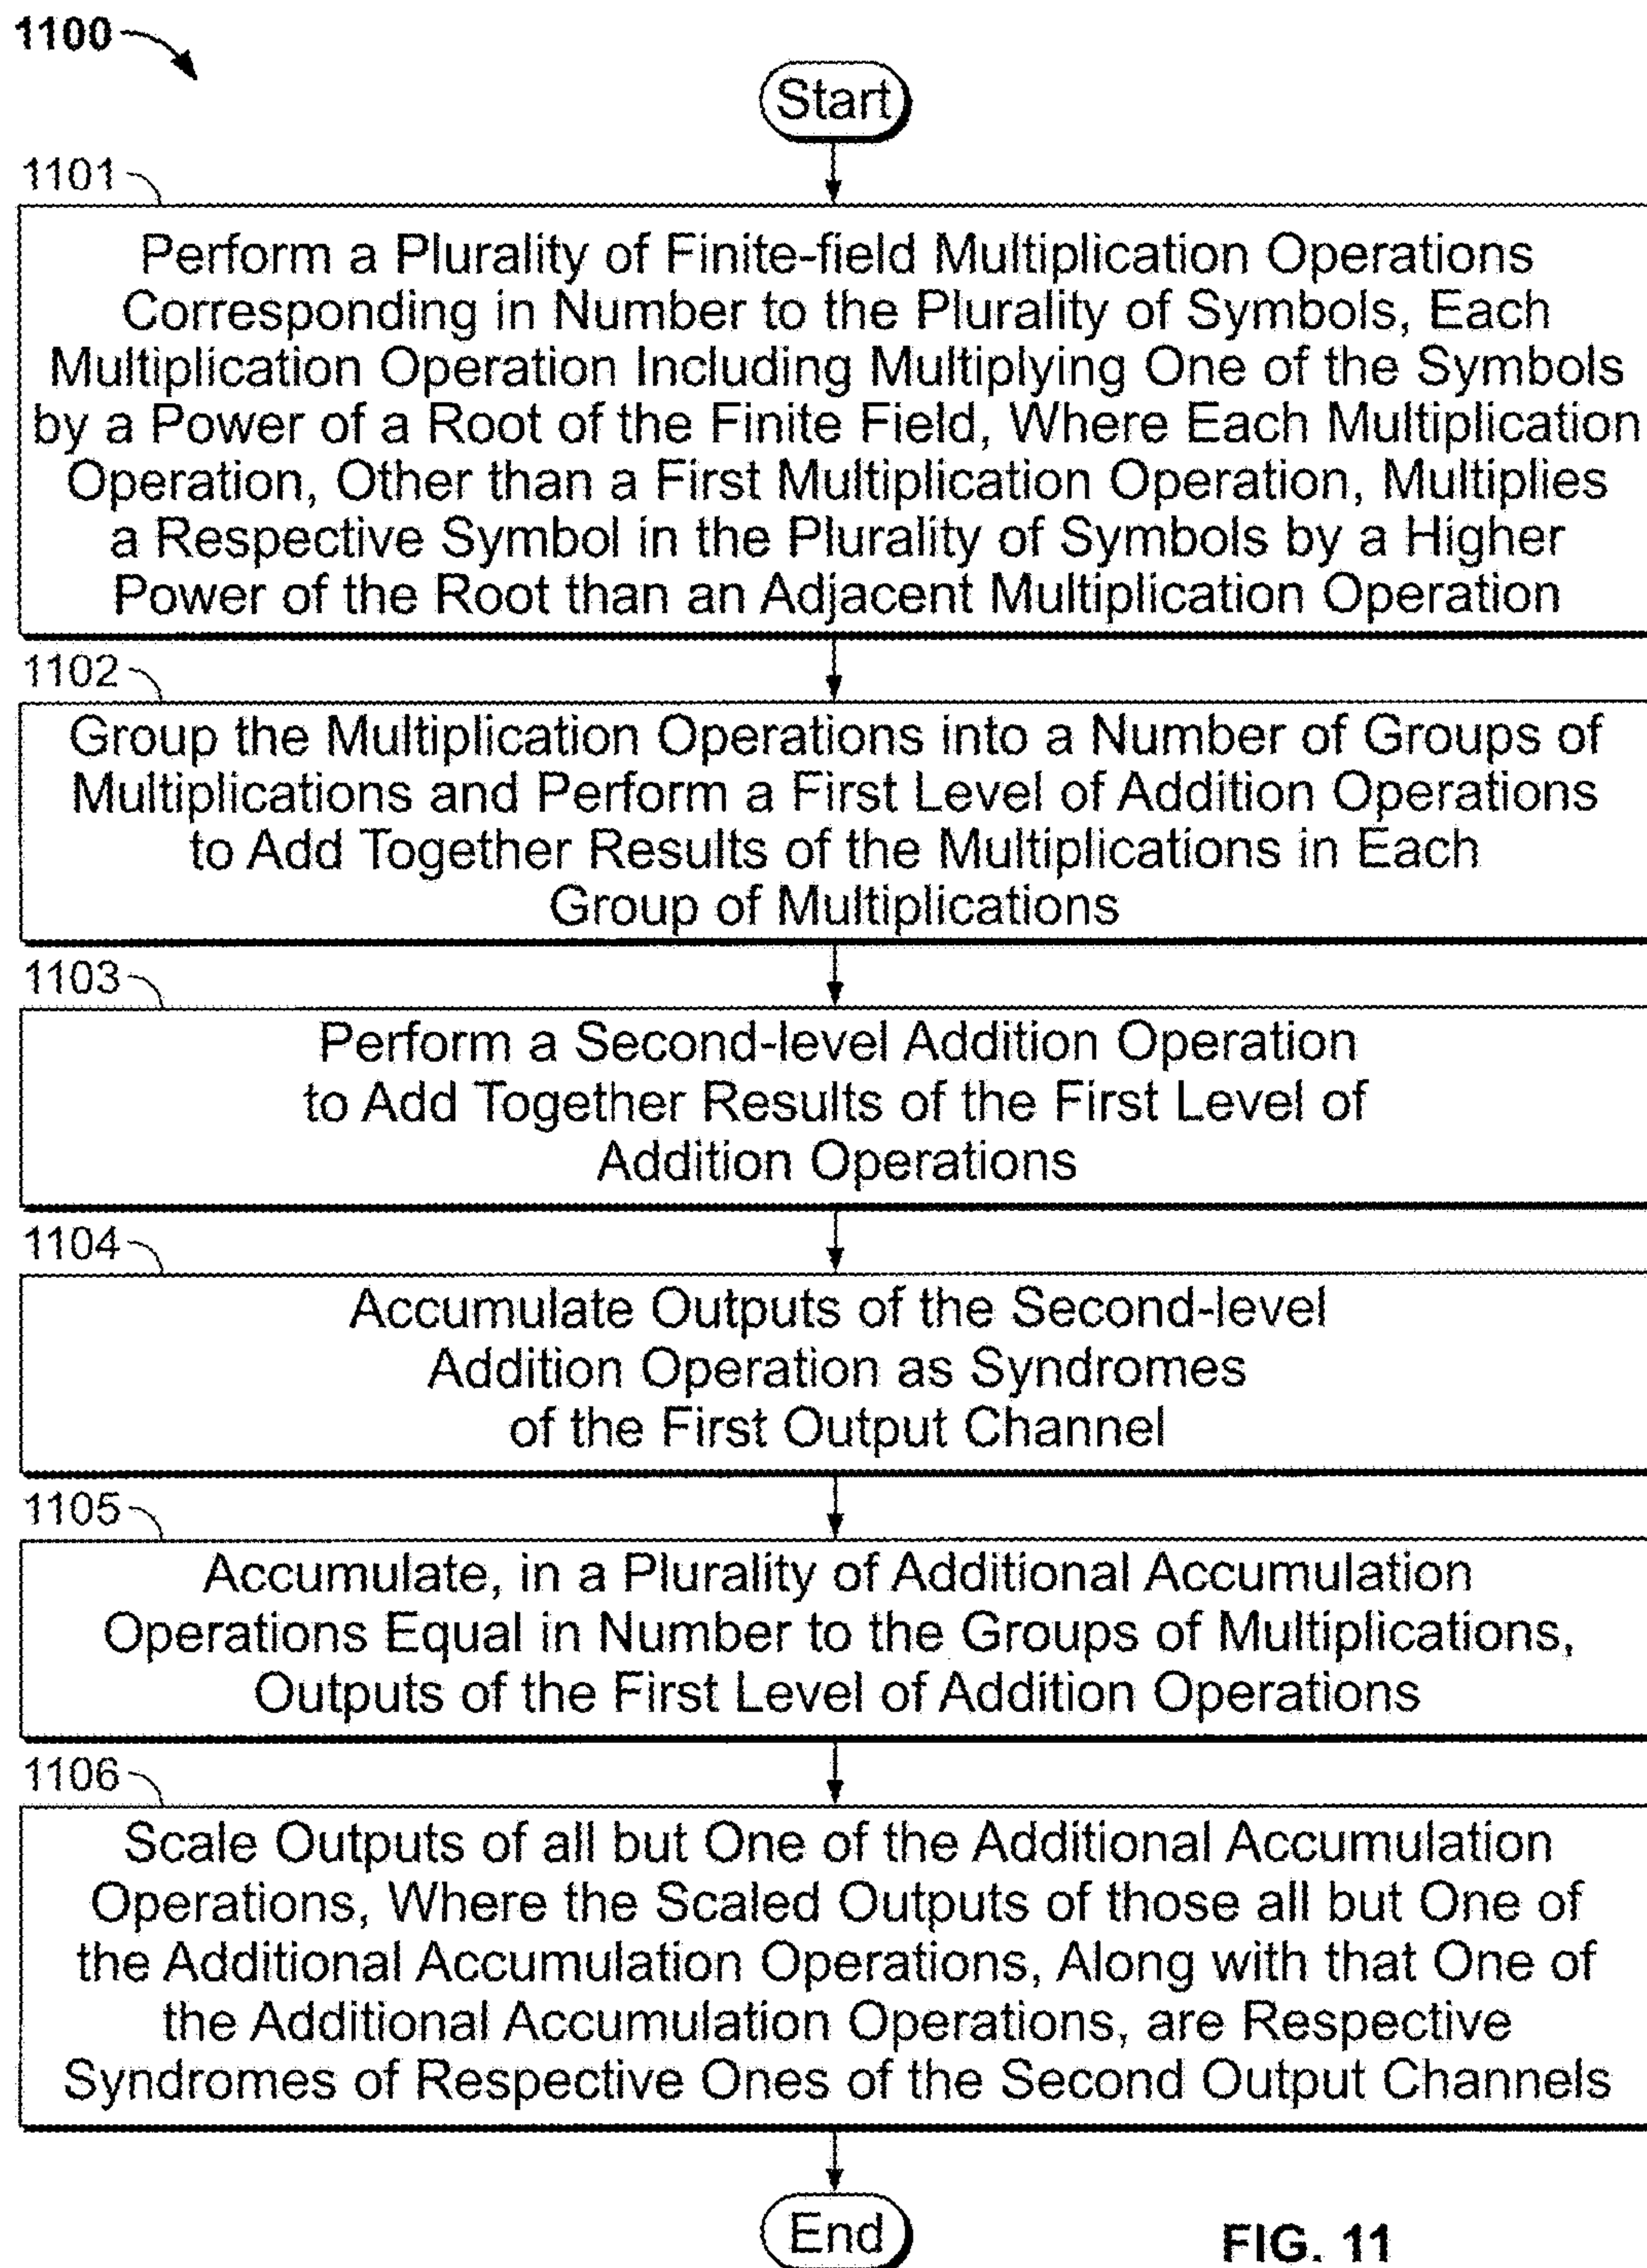 1100
Start
1101
Perform a Plurality of Finite-field Multiplication Operations
Corresponding in Number to the Plurality of Symbols, Each
Multiplication Operation Including Multiplying One of the Symbols
by a Power of a Root of the Finite Field, Where Each Multiplication
Operation, Other than a First Multiplication Operation, Multiplies
a Respective Symbol in the Plurality of Symbols by a Higher
Power of the Root than an Adjacent Multiplication Operation
1102
Group the Multiplication Operations into a Number of Groups of
Multiplications and Perform a First Level of Addition Operations
to Add Together Results of the Multiplications in Each
Group of Multiplications
1103
Perform a Second-level Addition Operation
to Add Together Results of the First Level of
Addition Operations
1104
Accumulate Outputs of the Second-level
Addition Operation as Syndromes
of the First Output Channel
1105
Accumulate, in a Plurality of Additional Accumulation
Operations Equal in Number to the Groups of Multiplications,
Outputs of the First Level of Addition Operations
1106
Scale Outputs of all but One of the Additional Accumulation
Operations, Where the Scaled Outputs of those all but One of
the Additional Accumulation Operations, Along with that One of
the Additional Accumulation Operations, are Respective
Syndromes of Respective Ones of the Second Output Channels
End
FIG. 11